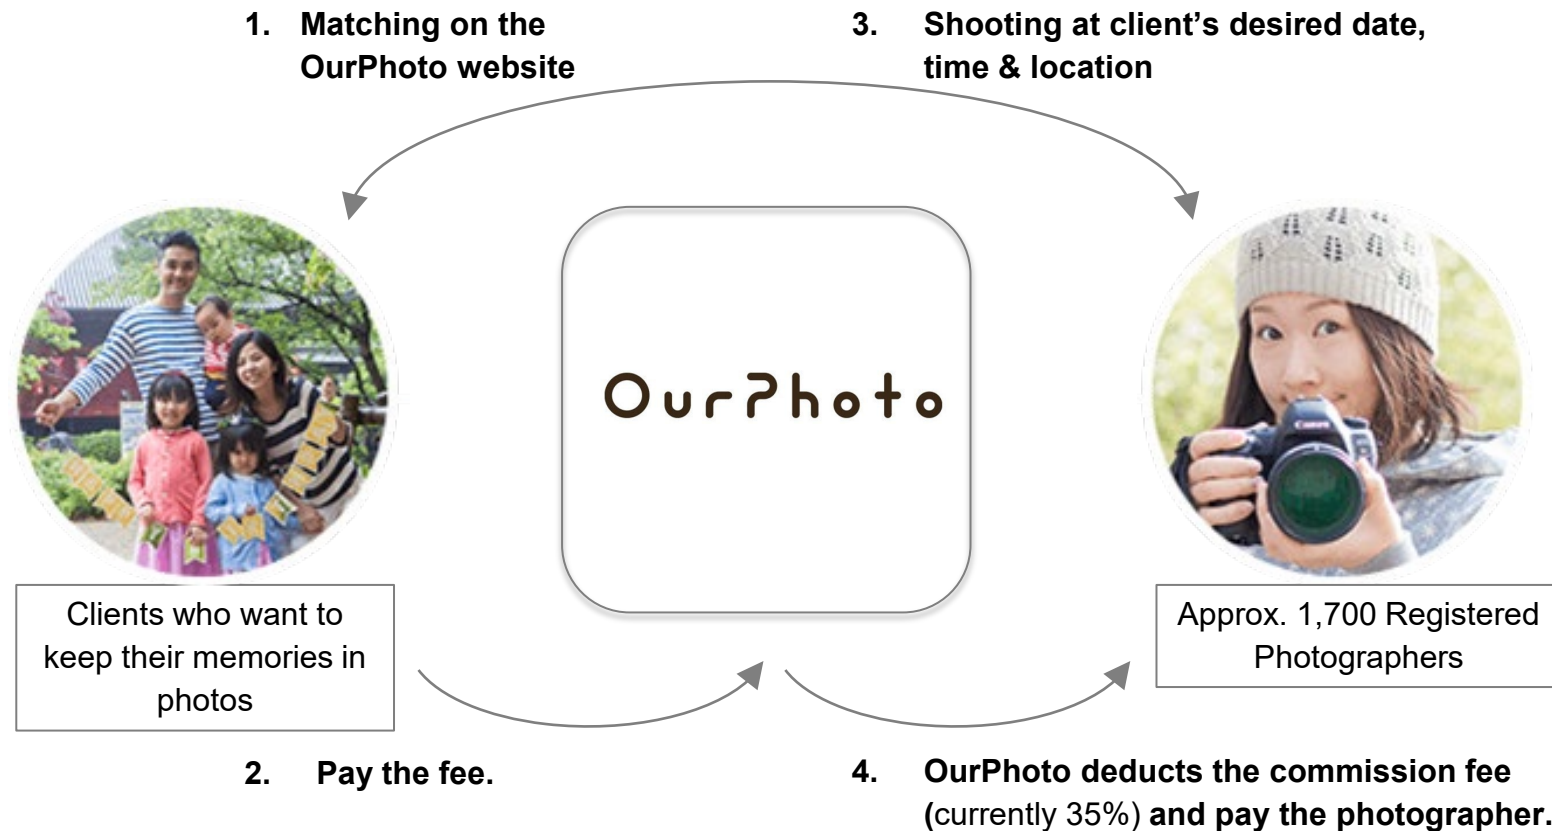 1. Matching on the
OurPhoto website
3. Shooting at client’s desired date,
time & location
OurPhoto
Canon
Clients who want to
keep their memories in
photos
Approx. 1,700 Registered
Photographers
2. Pay the fee.
4. OurPhoto deducts the commission fee
(currently 35%) and pay the photographer.